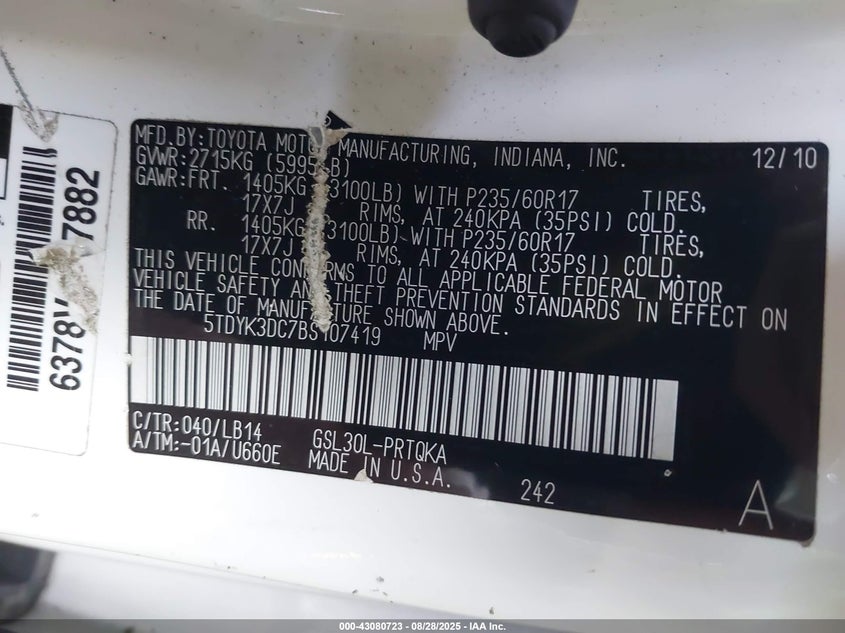 MFD.BY:TOYOTA MOTOR MANUFACTURING, INDIANA, INC. 12/10
GVWR:2715KG (5995LB)
GAWR:FRT. 1405KG (3100LB) WITH P235/60R17 TIRES,
17X7J RIMS, AT 240KPA (35PSI) COLD.
RR. 1405KG (3100LB) WITH P235/60R17 TIRES,
17X7J RIMS, AT 240KPA (35PSI) COLD.
THIS VEHICLE CONFORMS TO ALL APPLICABLE FEDERAL MOTOR
VEHICLE SAFETY AND THEFT PREVENTION STANDARDS IN EFFECT ON
THE DATE OF MANUFACTURE SHOWN ABOVE.
5TDYK3DC7BS107419 MPV
C/TR:040/LB14 GSL30L-PRTQKA
A/TM:-01A/U660E MADE IN U.S.A.
242 A
6378V 7882
000-43080723 - 08/28/2025 - IAA Inc.